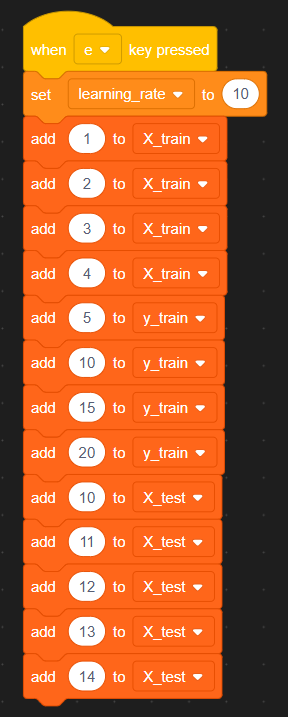 when e key pressed
set learning_rate to 10
add 1 to X_train
add 2 to X_train
add 3 to X_train
add 4 to X_train
add 5 to y_train
add 10 to y_train
add 15 to y_train
add 20 to y_train
add 10 to X_test
add 11 to X_test
add 12 to X_test
add 13 to X_test
add 14 to X_test